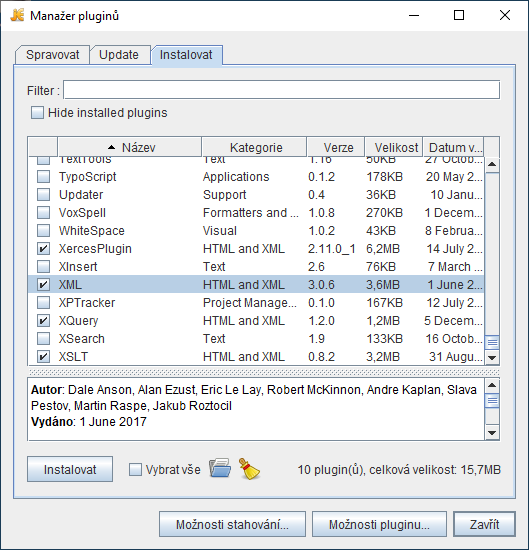 Manažer pluginů
Spravovat Update Instalovat
Filter :
Hide installed plugins
Název Kategorie Verze Velikost Datum v...
TextTools Text 1.16 50KB 27 Octob...
TypoScript Applications 0.1.2 178KB 20 May 2...
Updater Support 0.4 36KB 10 Janu...
VoxSpell Formatters and ... 1.0.8 270KB 1 Decem...
WhiteSpace Visual 1.0.2 43KB 8 Februa...
XercesPlugin HTML and XML 2.11.0_1 6,2MB 14 July 2...
XInsert Text 2.6 76KB 7 March ...
XML HTML and XML 3.0.6 3,6MB 1 June 2...
XPTracker Project Manage... 0.1.0 167KB 12 July 2...
XQuery HTML and XML 1.2.0 1,2MB 5 Decem...
XSearch Text 1.9 133KB 16 Octob...
XSLT HTML and XML 0.8.2 3,2MB 31 Augu...
Autor: Dale Anson, Alan Ezust, Eric Le Lay, Robert McKinnon, Andre Kaplan, Slava
Pestov, Martin Raspe, Jakub Roztocil
Vydáno: 1 June 2017
Instalovat Vybrat vše 10 plugin(ů), celková velikost: 15,7MB
Možnosti stahování... Možnosti pluginu... Zavřít